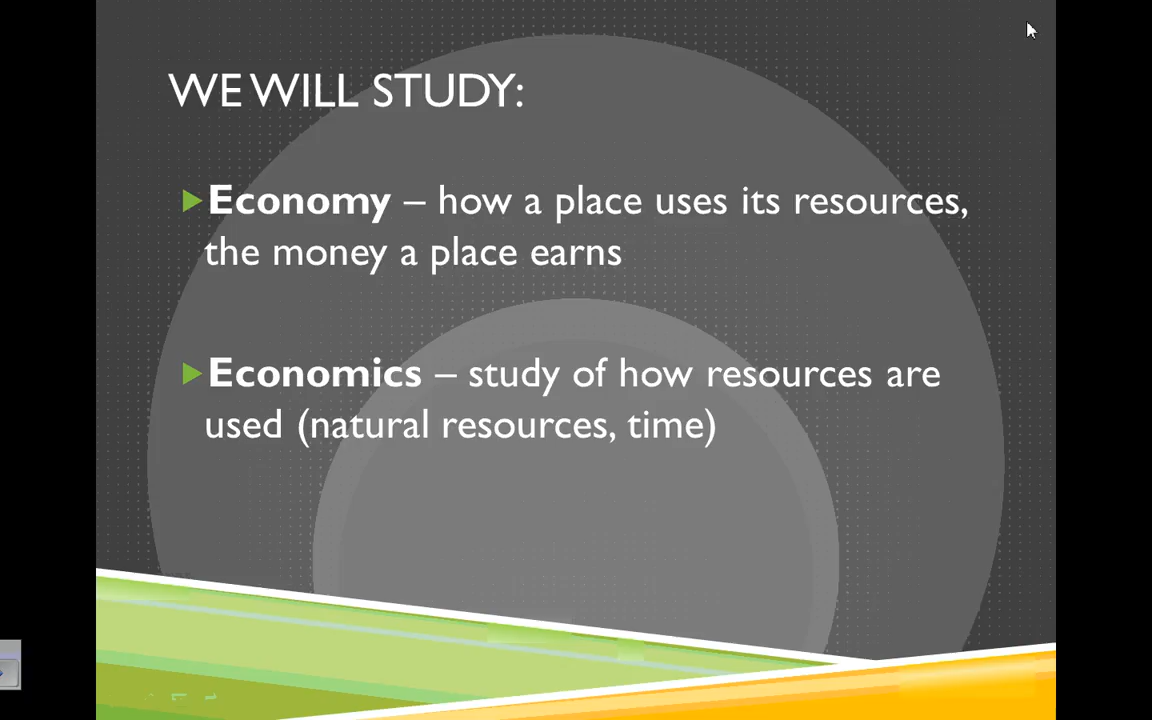 WE WILL STUDY:
Economy – how a place uses its resources,
the money a place earns
Economics – study of how resources are
used (natural resources, time)